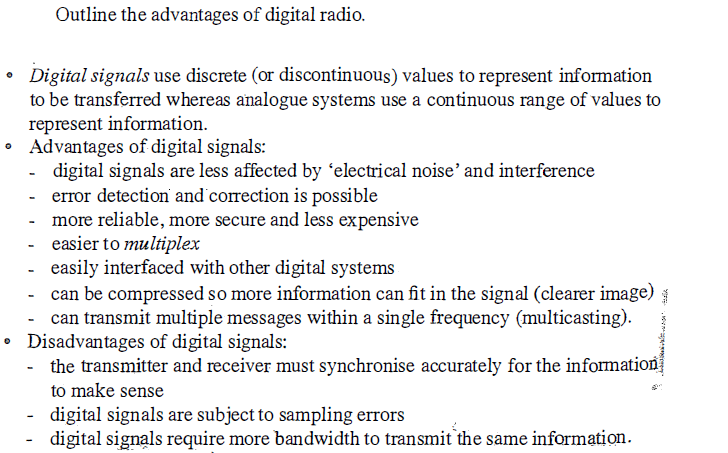 Outline the advantages of digital radio.
• Digital signals use discrete (or discontinuous) values to represent information
to be transferred whereas analogue systems use a continuous range of values to
represent information.
• Advantages of digital signals:
- digital signals are less affected by ‘electrical noise’ and interference
- error detection and correction is possible
- more reliable, more secure and less expensive
- easier to multiplex
- easily interfaced with other digital systems
- can be compressed so more information can fit in the signal (clearer image)
- can transmit multiple messages within a single frequency (multicasting).
• Disadvantages of digital signals:
- the transmitter and receiver must synchronise accurately for the information
to make sense
- digital signals are subject to sampling errors
- digital signals require more bandwidth to transmit the same information.